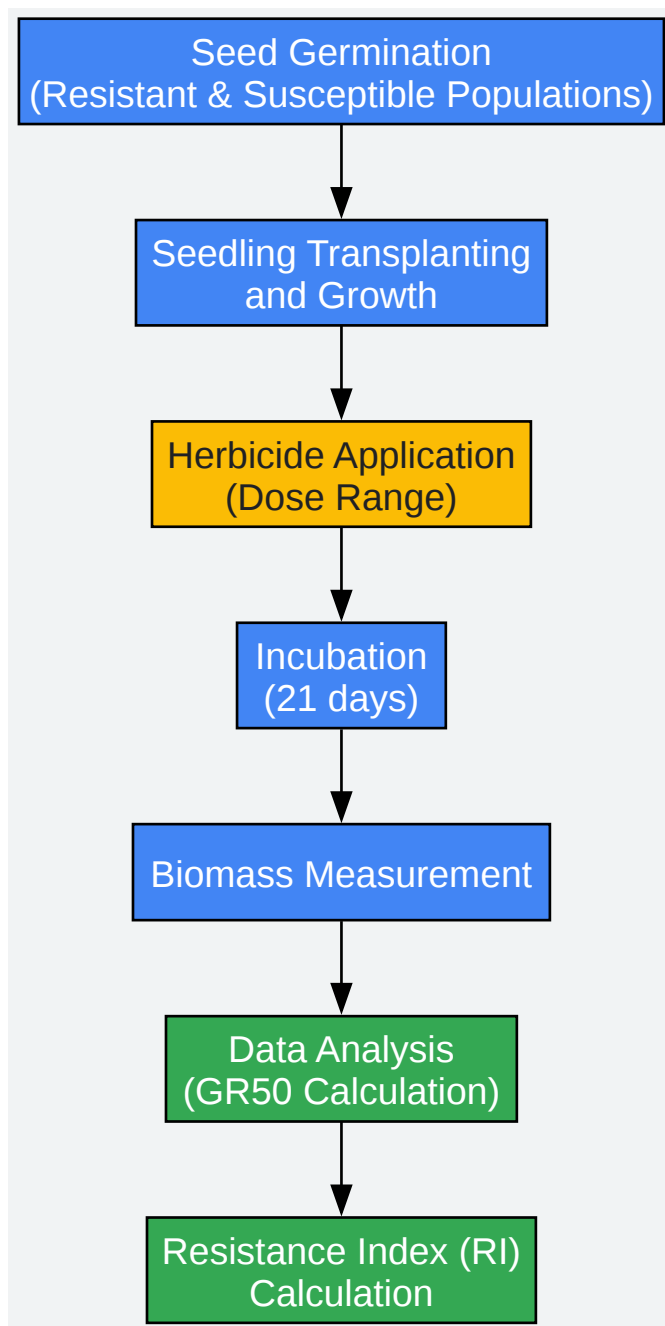 Seed Germination
(Resistant & Susceptible Populations)
Seedling Transplanting
and Growth
Herbicide Application
(Dose Range)
Incubation
(21 days)
Biomass Measurement
Data Analysis
(GR50 Calculation)
Resistance Index (RI)
Calculation